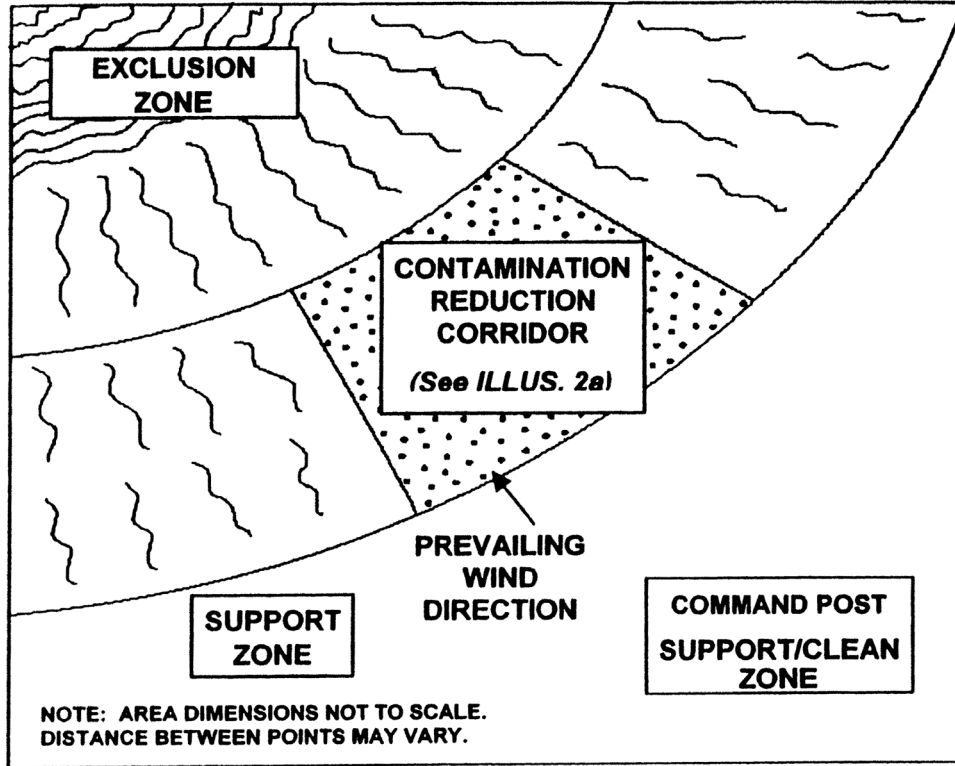 EXCLUSION
ZONE
CONTAMINATION
REDUCTION
CORRIDOR
(See ILLUS. 2a)
PREVAILING
WIND
DIRECTION
SUPPORT
ZONE
COMMAND POST
SUPPORT/CLEAN
ZONE
NOTE: AREA DIMENSIONS NOT TO SCALE.
DISTANCE BETWEEN POINTS MAY VARY.